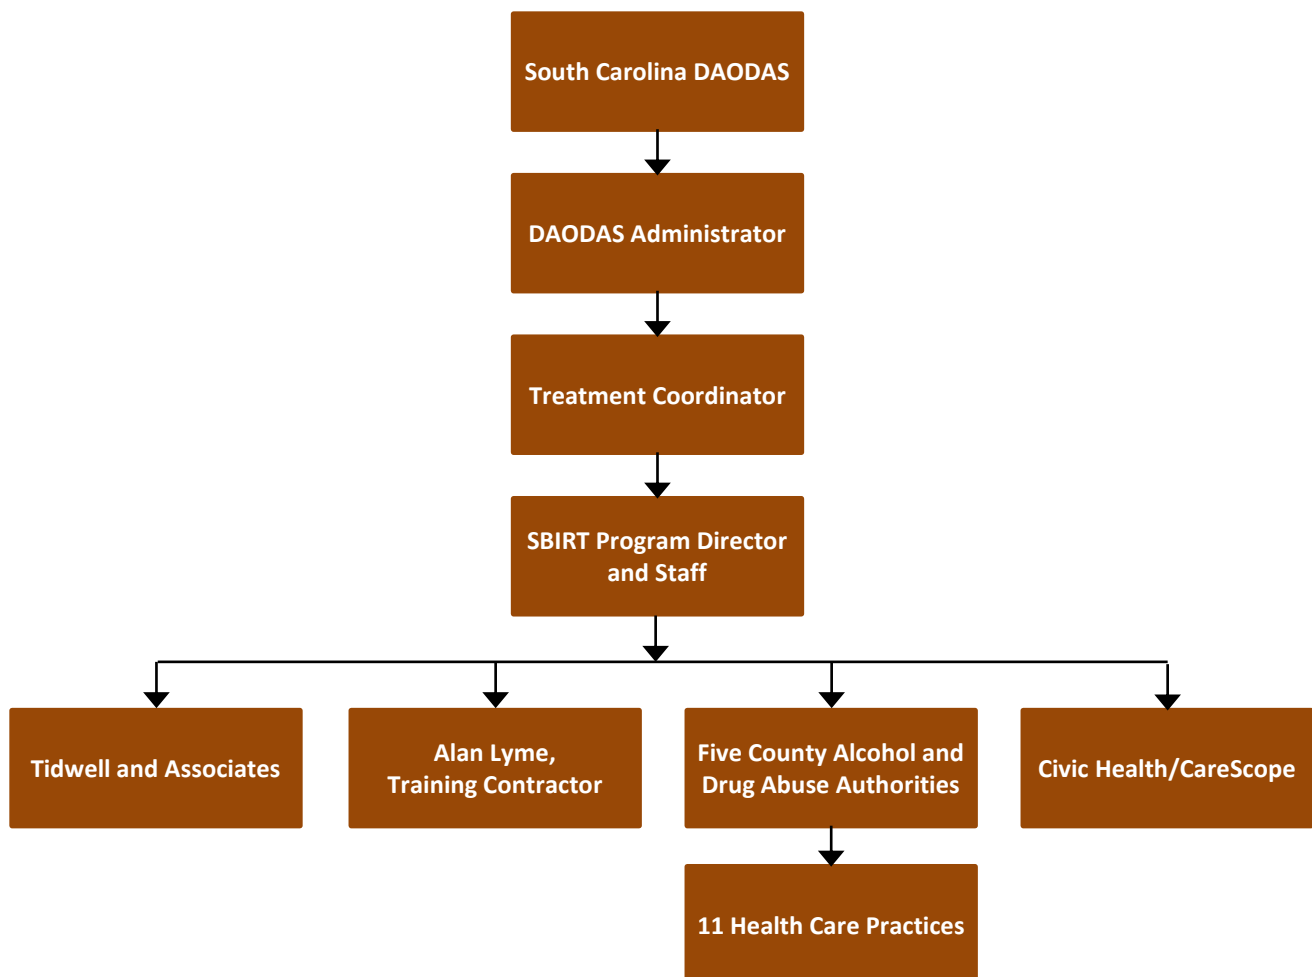 South Carolina DAODAS
DAODAS Administrator
Treatment Coordinator
SBIRT Program Director
and Staff
Tidwell and Associates
Alan Lyme,
Training Contractor
Five County Alcohol and
Drug Abuse Authorities
Civic Health/CareScope
11 Health Care Practices